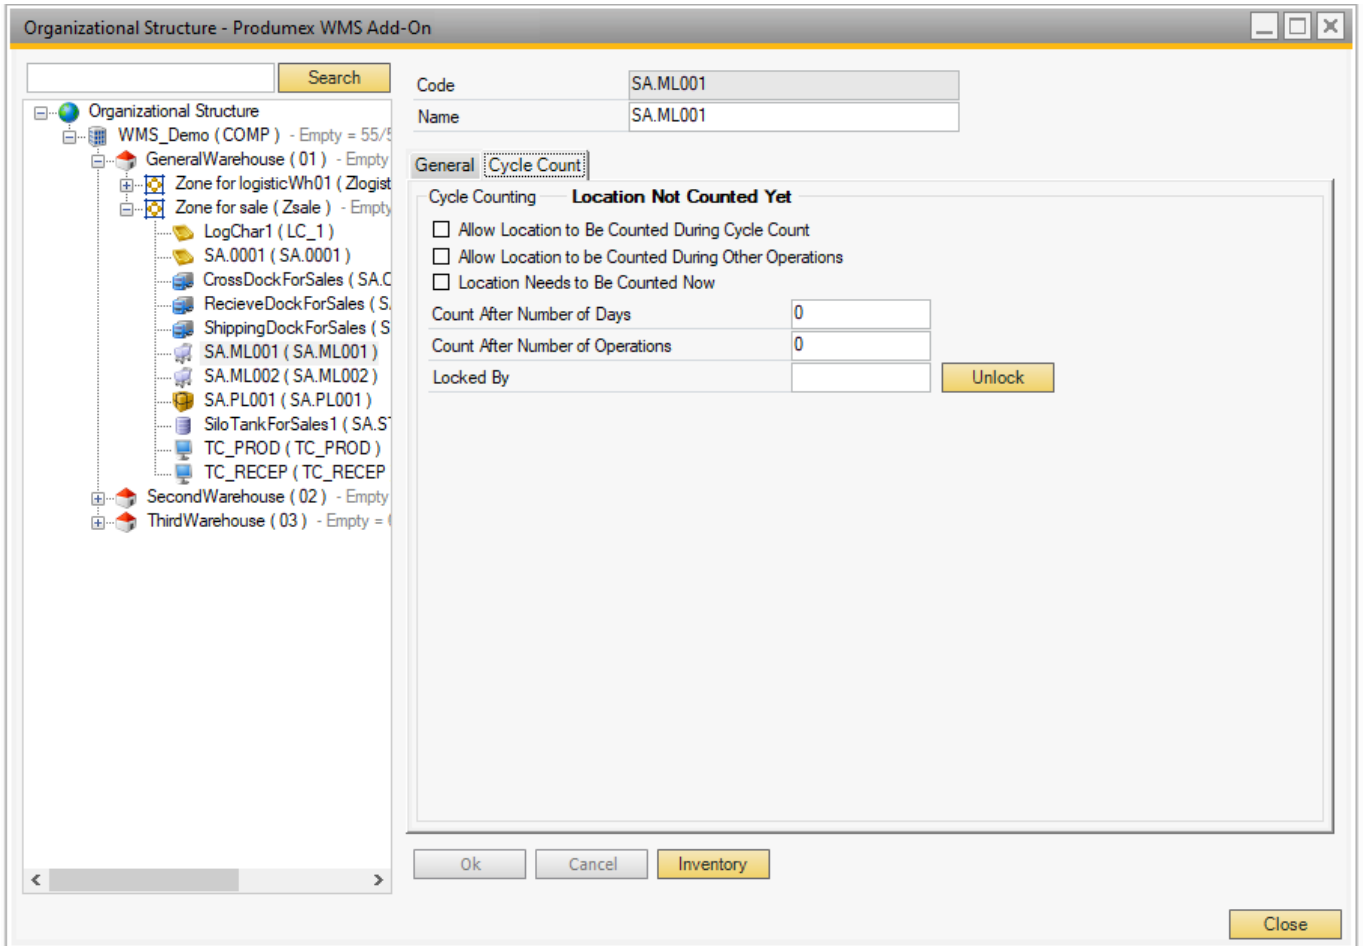 Organizational Structure - Produmex WMS Add-On
Search
Organizational Structure
WMS_Demo ( COMP ) - Empty = 55/5
GeneralWarehouse ( 01 ) - Empty
Zone for logisticWh01 ( Zlogist
Zone for sale ( Zsale ) - Empty
LogChar1 ( LC_1 )
SA.0001 ( SA.0001 )
CrossDockForSales ( SA.C
RecieveDockForSales ( S
ShippingDockForSales ( S
SA.ML001 ( SA.ML001 )
SA.ML002 ( SA.ML002 )
SA.PL001 ( SA.PL001 )
SiloTankForSales1 ( SA.S
TC_PROD ( TC_PROD )
TC_RECEP ( TC_RECEP
SecondWarehouse ( 02 ) - Empty
ThirdWarehouse ( 03 ) - Empty =
Code SA.ML001
Name SA.ML001
General Cycle Count
Cycle Counting Location Not Counted Yet
Allow Location to Be Counted During Cycle Count
Allow Location to be Counted During Other Operations
Location Needs to Be Counted Now
Count After Number of Days 0
Count After Number of Operations 0
Locked By Unlock
Ok Cancel Inventory
Close